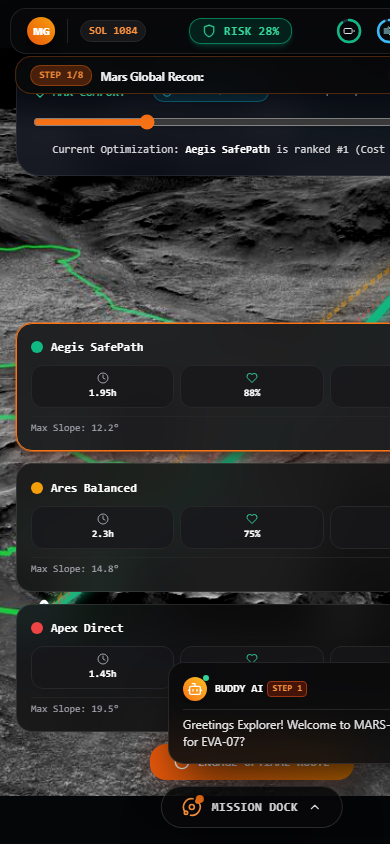 MG
SOL 1084
RISK 28%
STEP 1/8
Mars Global Recon:
Current Optimization: Aegis SafePath is ranked #1 (Cost
Aegis SafePath
1.95h
88%
Max Slope: 12.2°
Ares Balanced
2.3h
75%
Max Slope: 14.8°
Apex Direct
1.45h
Max Slope: 19.5°
BUDDY AI
STEP 1
Greetings Explorer! Welcome to MARS-
for EVA-07?
MISSION DOCK